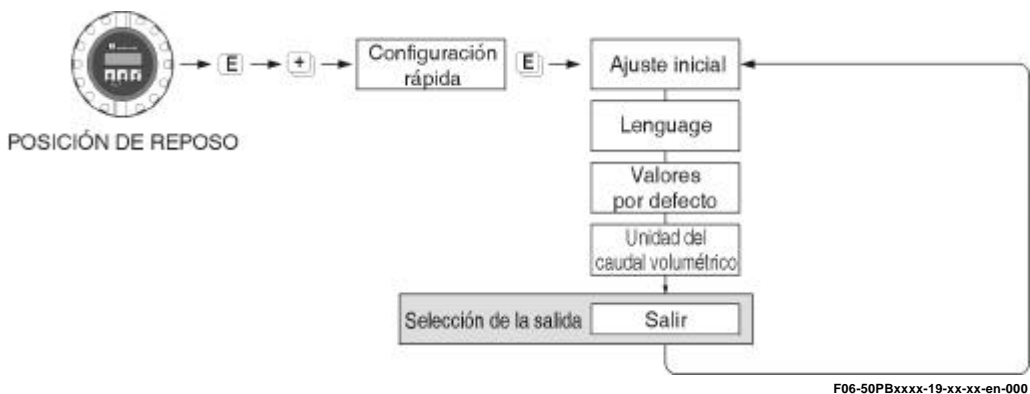 POSICIÓN DE REPOSO
E
+
Configuración
rápida
E
Ajuste inicial
Lenguage
Valores
por defecto
Unidad del
caudal volumétrico
Selección de la salida
Salir
F06-50PBxxxx-19-xx-xx-en-000